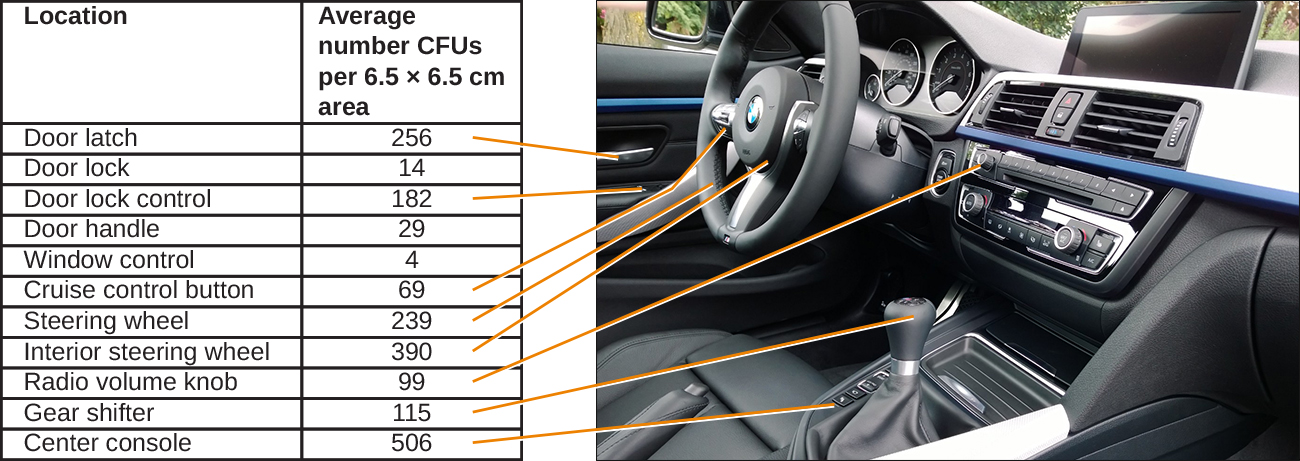 Location
Average
number CFUs
per 6.5 × 6.5 cm
area
Door latch 256
Door lock 14
Door lock control 182
Door handle 29
Window control 4
Cruise control button 69
Steering wheel 239
Interior steering wheel 390
Radio volume knob 99
Gear shifter 115
Center console 506